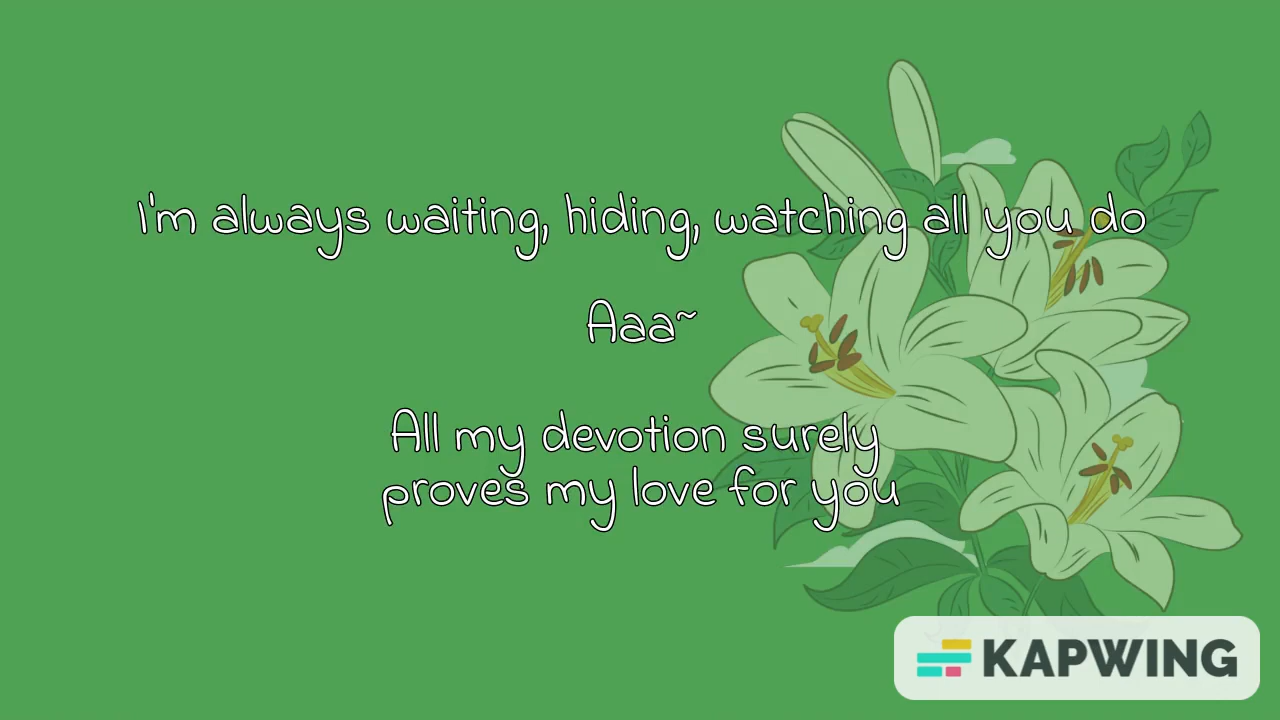 I'm always waiting, hiding, watching all you do
Aaa~
All my devotion surely
proves my love for you
KAPWING